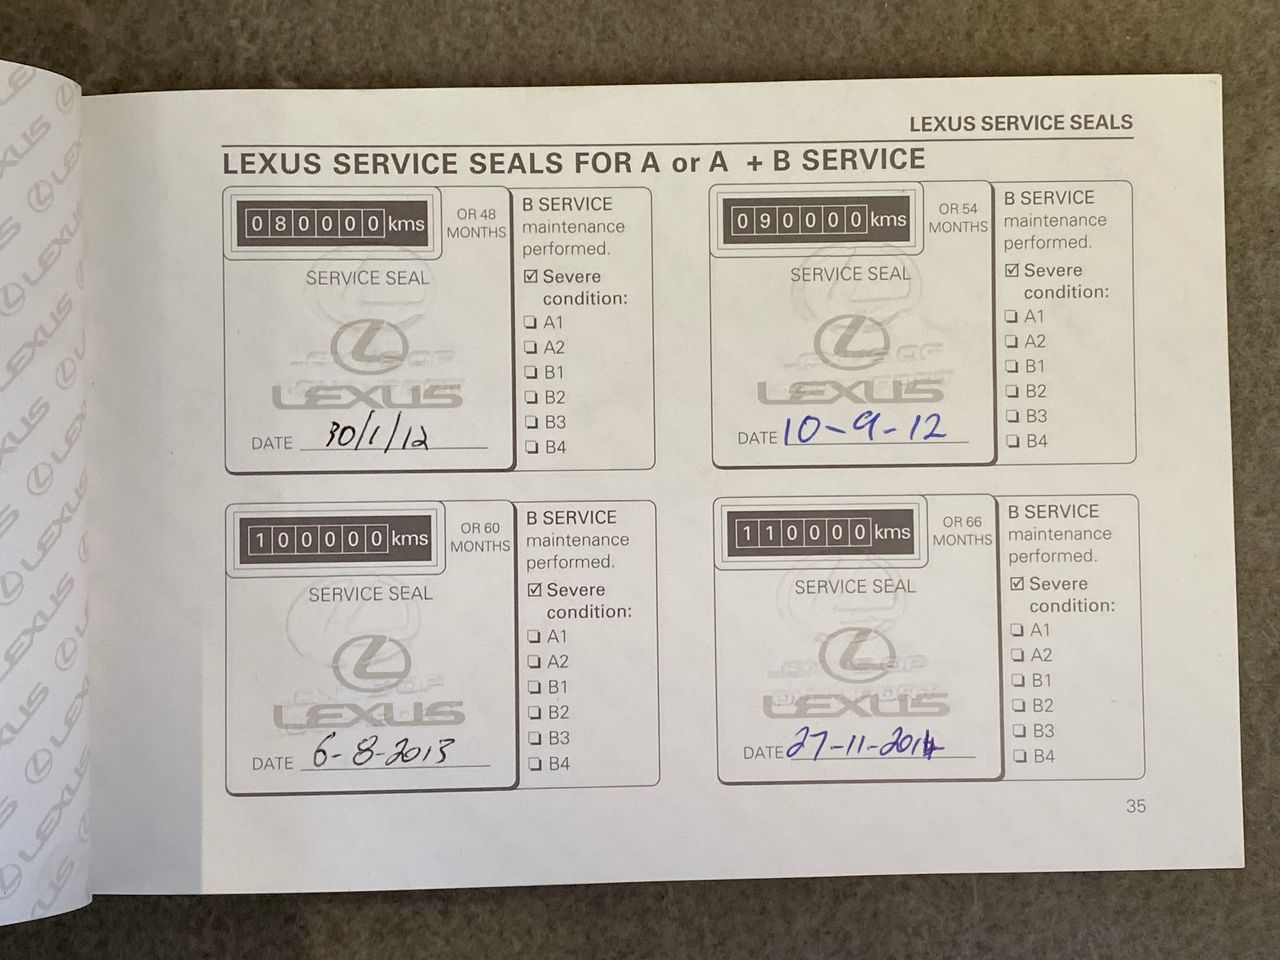 LEXUS SERVICE SEALS
LEXUS SERVICE SEALS FOR A or A + B SERVICE
080000 kms
OR 48
MONTHS
SERVICE SEAL
LEXUS
DATE 30/1/12
B SERVICE
maintenance
performed.
☑ Severe
condition:
❏ A1
❏ A2
❏ B1
❏ B2
❏ B3
❏ B4
090000 kms
OR 54
MONTHS
SERVICE SEAL
LEXUS
DATE 10-9-12
B SERVICE
maintenance
performed.
☑ Severe
condition:
❏ A1
❏ A2
❏ B1
❏ B2
❏ B3
❏ B4
100000 kms
OR 60
MONTHS
SERVICE SEAL
LEXUS
DATE 6-8-2013
B SERVICE
maintenance
performed.
☑ Severe
condition:
❏ A1
❏ A2
❏ B1
❏ B2
❏ B3
❏ B4
110000 kms
OR 66
MONTHS
SERVICE SEAL
LEXUS
DATE 27-11-2014
B SERVICE
maintenance
performed.
☑ Severe
condition:
❏ A1
❏ A2
❏ B1
❏ B2
❏ B3
❏ B4
35